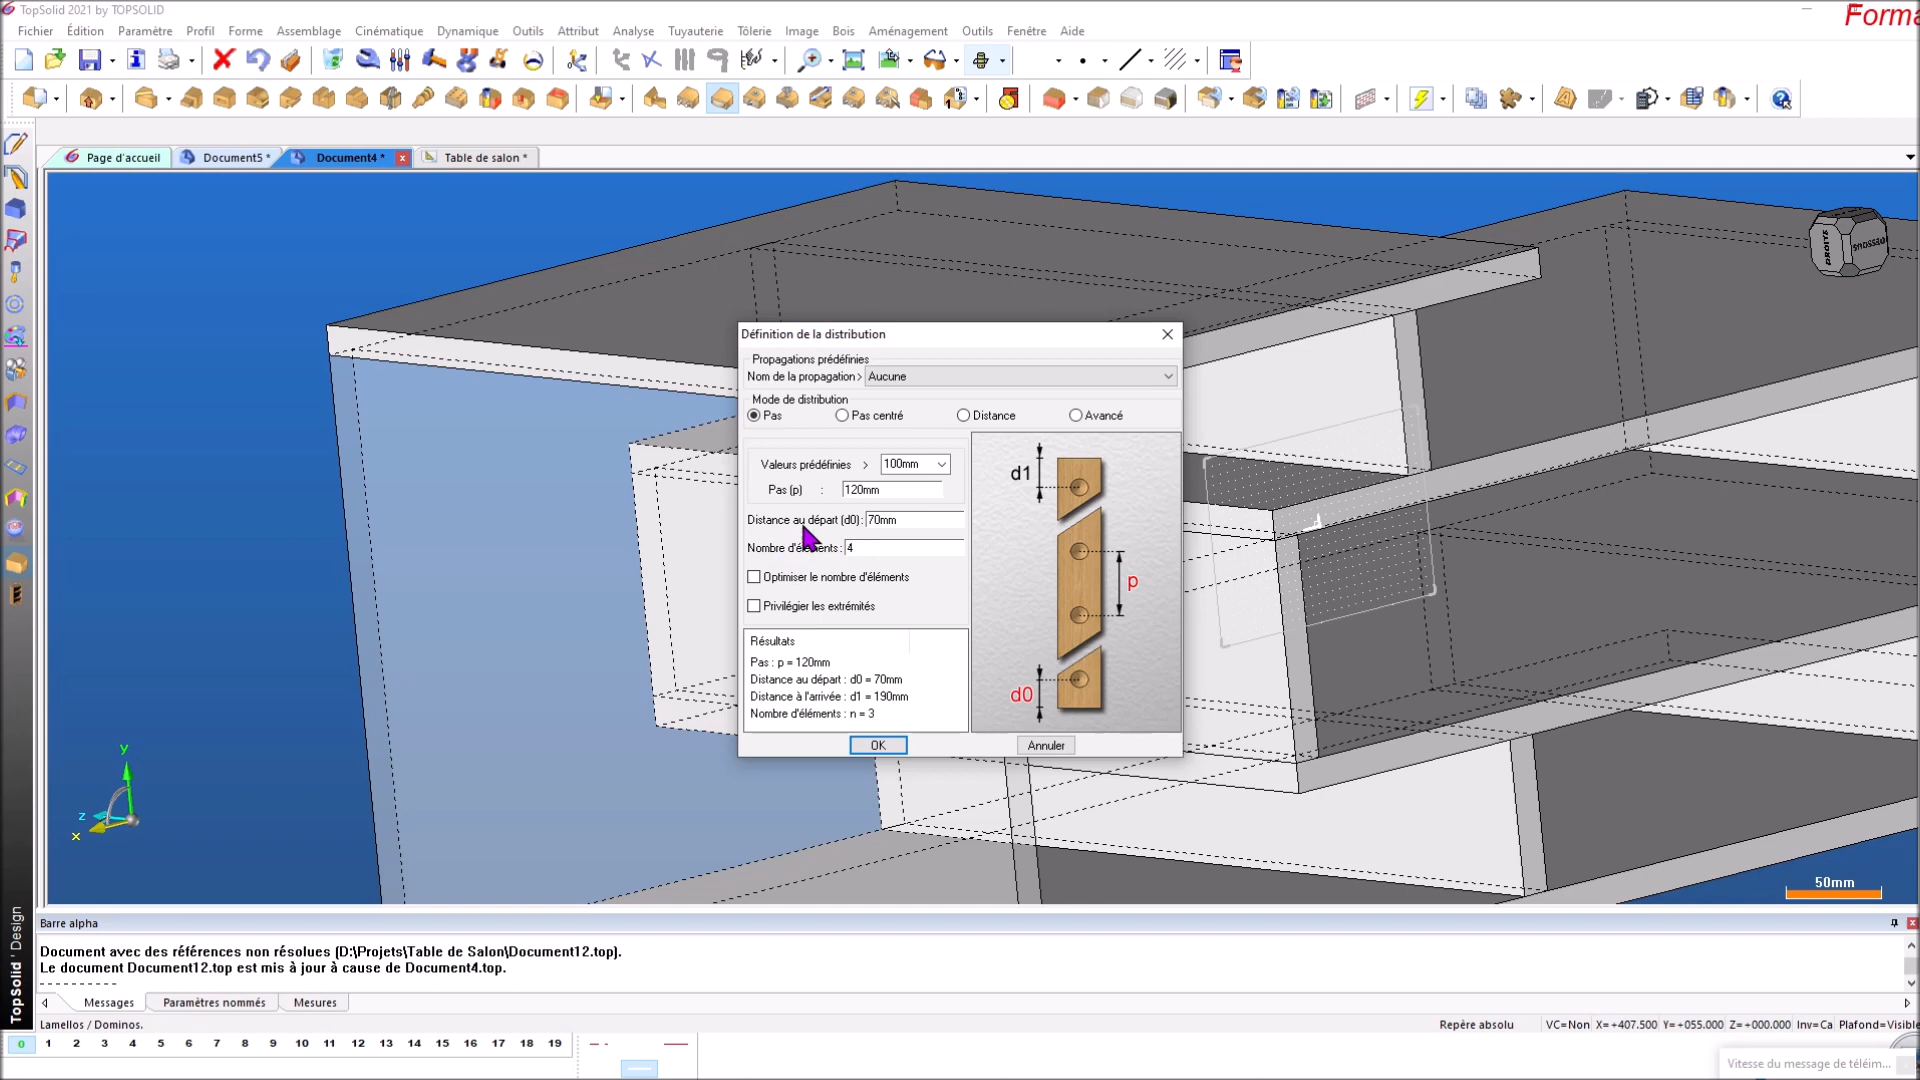 TopSolid 2021 by TOPSOLID
Forma
Fichier Édition Paramètre Profil Forme Assemblage Cinématique Dynamique Outils Attribut Analyse Tuyauterie Tôlerie Image Bois Aménagement Outils Fenêtre Aide
Page d'accueil Document5 * Document4 * Table de salon *
DROITE
DESSOUS
Définition de la distribution
Propagations prédéfinies
Nom de la propagation > Aucune
Mode de distribution
Pas Pas centré Distance Avancé
Valeurs prédéfinies > 100mm
Pas (p) : 120mm
Distance au départ (d0) : 70mm
Nombre d'éléments : 4
Optimiser le nombre d'éléments
Privilégier les extrémités
Résultats
Pas : p = 120mm
Distance au départ : d0 = 70mm
Distance à l'arrivée : d1 = 190mm
Nombre d'éléments : n = 3
d1
p
d0
OK Annuler
y
z
x
50mm
TopSolid ' Design
Barre alpha
Document avec des références non résolues (D:\Projets\Table de Salon\Document12.top).
Le document Document12.top est mis à jour à cause de Document4.top.
- - - - - - - - - - -
Messages Paramètres nommés Mesures
Lamellos / Dominos.
Repère absolu VC=Non X= +407.500 Y= +055.000 Z= +000.000 Inv=Ca Plafond=Visible
0 1 2 3 4 5 6 7 8 9 10 11 12 13 14 15 16 17 18 19
Vitesse du message de téléim...